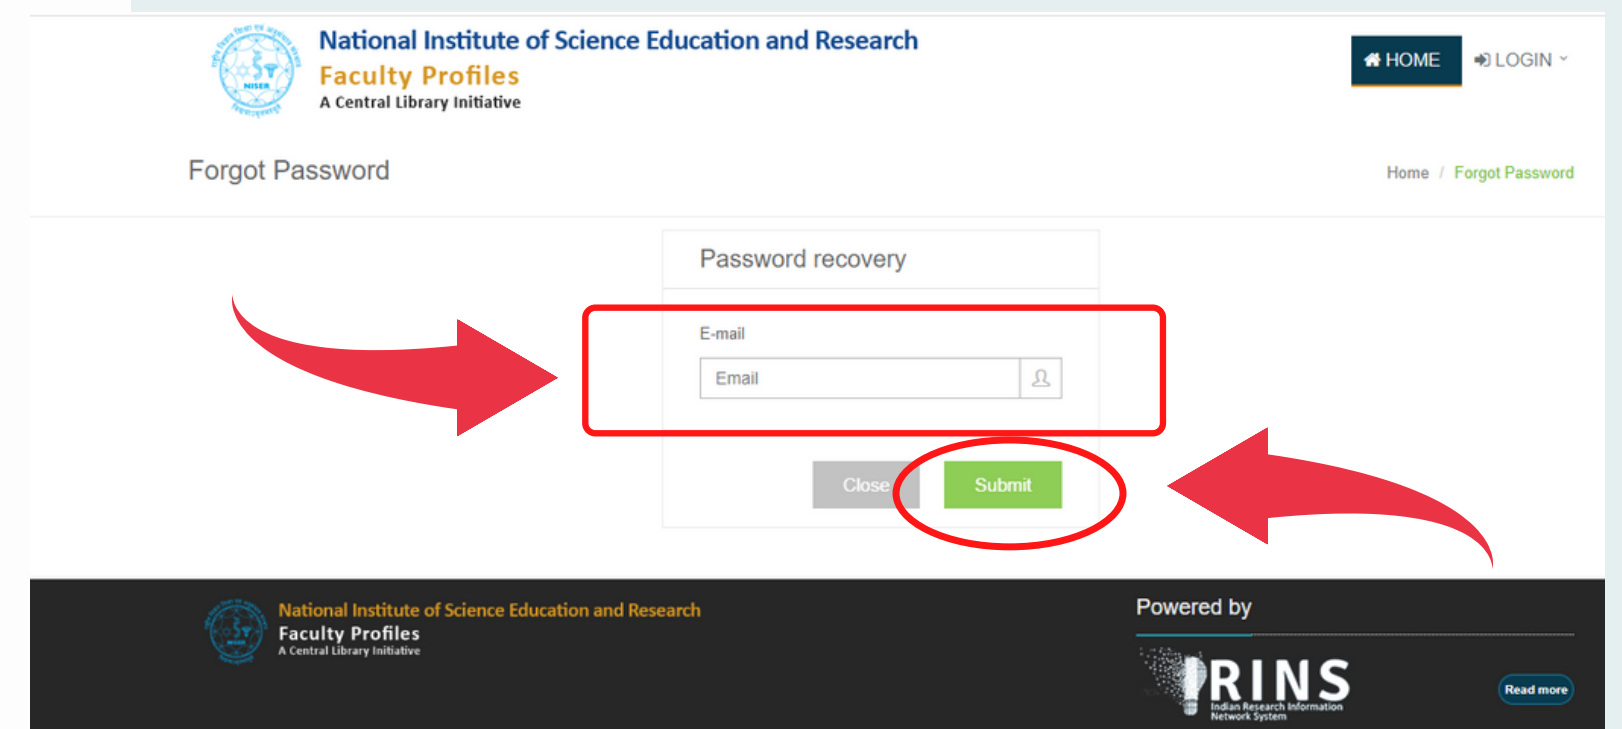 National Institute of Science Education and Research
Faculty Profiles
A Central Library Initiative
NISER
HOME
LOGIN
Forgot Password
Home / Forgot Password
Password recovery
E-mail
Email
Close
Submit
National Institute of Science Education and Research
Faculty Profiles
A Central Library Initiative
Powered by
IRINS
Indian Research Information
Network System
Read more